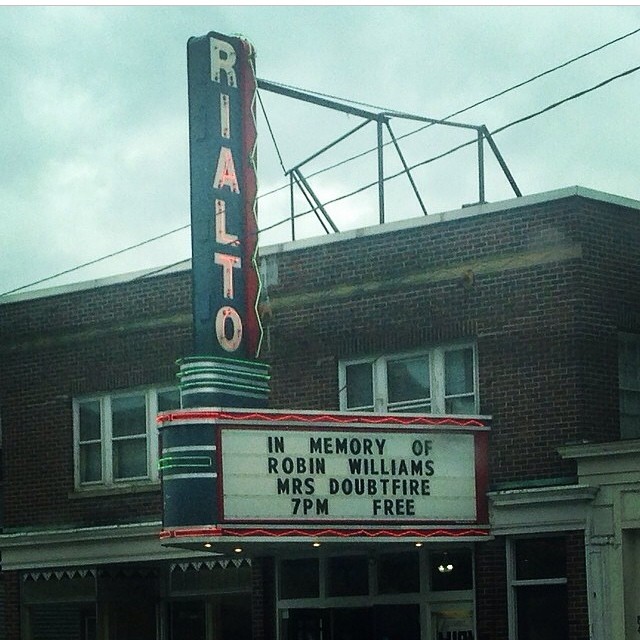 RIALTO
IN MEMORY OF
ROBIN WILLIAMS
MRS DOUBTFIRE
7PM FREE